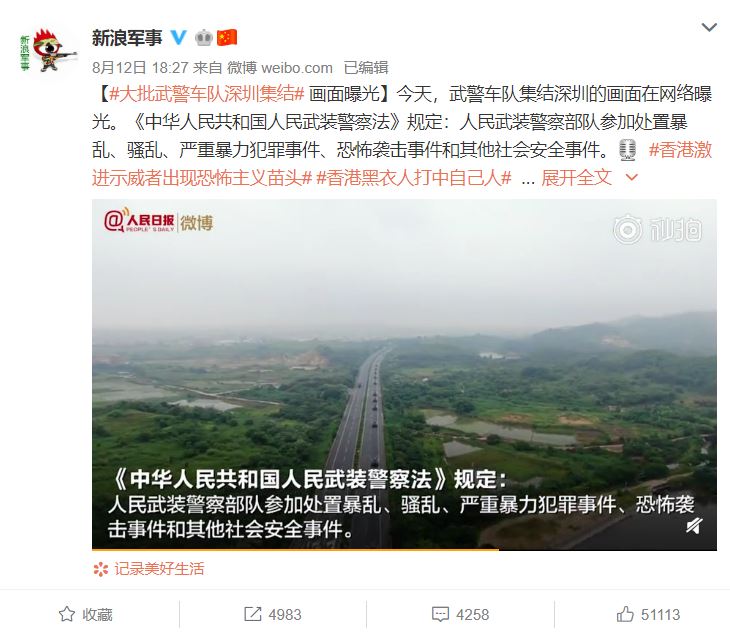 新浪军事
新浪军事
8月12日 18:27 来自 微博 weibo.com 已编辑
【#大批武警车队深圳集结# 画面曝光】今天，武警车队集结深圳的画面在网络曝
光。《中华人民共和国人民武装警察法》规定：人民武装警察部队参加处置暴
乱、骚乱、严重暴力犯罪事件、恐怖袭击事件和其他社会安全事件。 #香港激
进示威者出现恐怖主义苗头# #香港黑衣人打中自己人# ... 展开全文
@人民日报 微博
PEOPLE'S DAILY
秒拍
《中华人民共和国人民武装警察法》规定：
人民武装警察部队参加处置暴乱、骚乱、严重暴力犯罪事件、恐怖袭
击事件和其他社会安全事件。
记录美好生活
收藏 4983 4258 51113